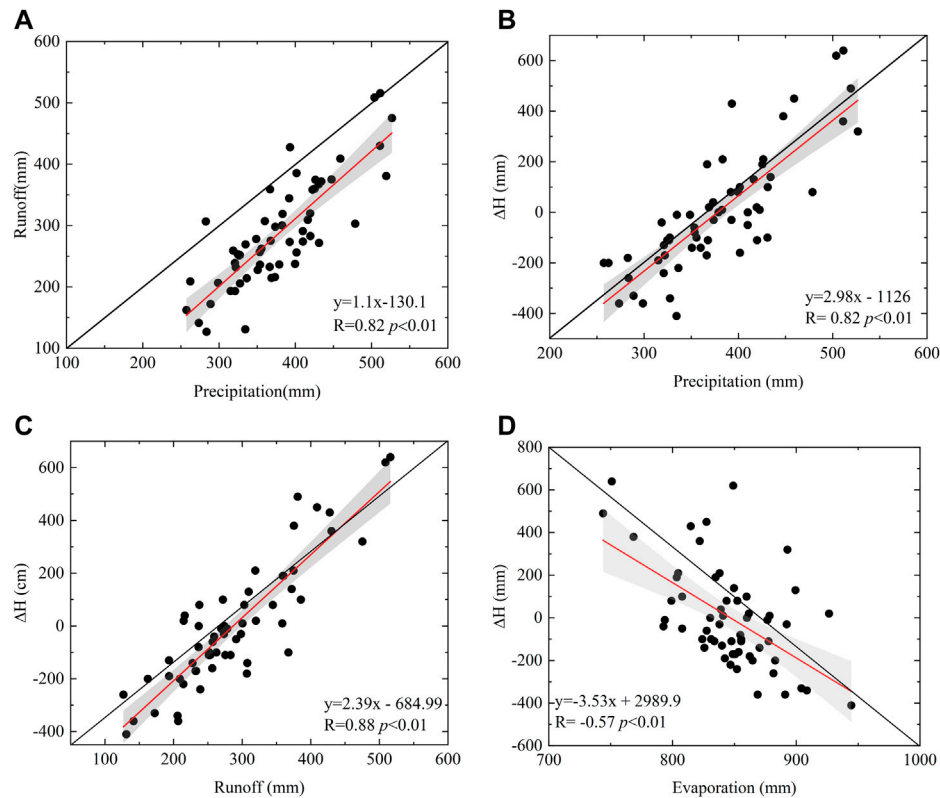 A
600
500
400
300
200
100
Runoff(mm)
y=1.1x-130.1
R=0.82 p<0.01
100 200 300 400 500 600
Precipitation(mm)
B
600
400
200
0
-200
-400
ΔH (mm)
y=2.98x - 1126
R= 0.82 p<0.01
200 300 400 500 600
Precipitation (mm)
C
600
400
200
0
-200
-400
ΔH (cm)
y=2.39x - 684.99
R=0.88 p<0.01
100 200 300 400 500 600
Runoff (mm)
D
800
600
400
200
0
-200
-400
-600
ΔH (mm)
y=-3.53x + 2989.9
R= -0.57 p<0.01
700 800 900 1000
Evaporation (mm)